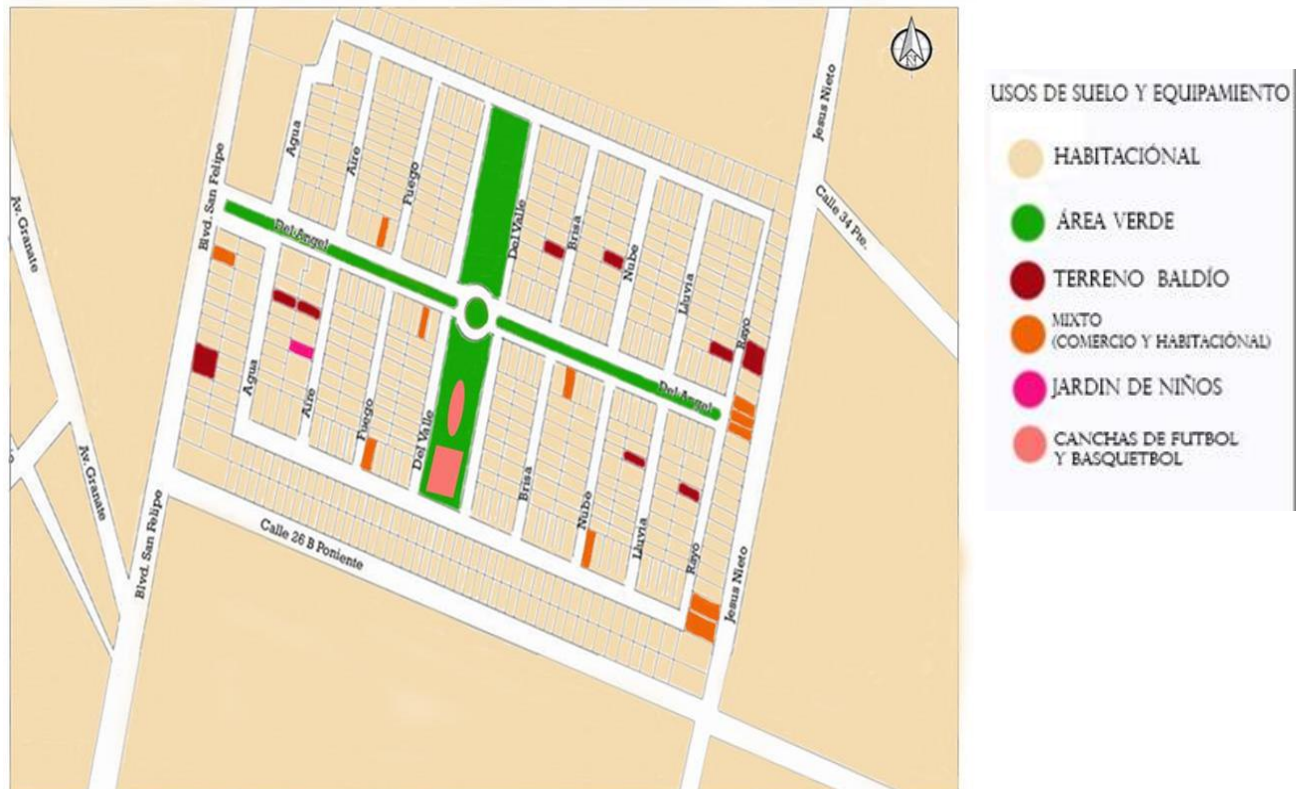 Jesus Nieto
Calle 34 Pte.
Blvd. San Felipe
Av. Granate
Agua
Aire
Fuego
Del Valle
Brisa
Nube
Lluvia
Rayo
Del Angel
Del Angel
Agua
Aire
Fuego
Del Valle
Brisa
Nube
Lluvia
Rayo
Av. Granate
Blvd. San Felipe
Calle 26 B Poniente
Jesus Nieto
N
USOS DE SUELO Y EQUIPAMIENTO
HABITACIÓNAL
ÁREA VERDE
TERRENO BALDÍO
MIXTO
(COMERCIO Y HABITACIÓNAL)
JARDIN DE NIÑOS
CANCHAS DE FUTBOL
Y BASQUETBOL